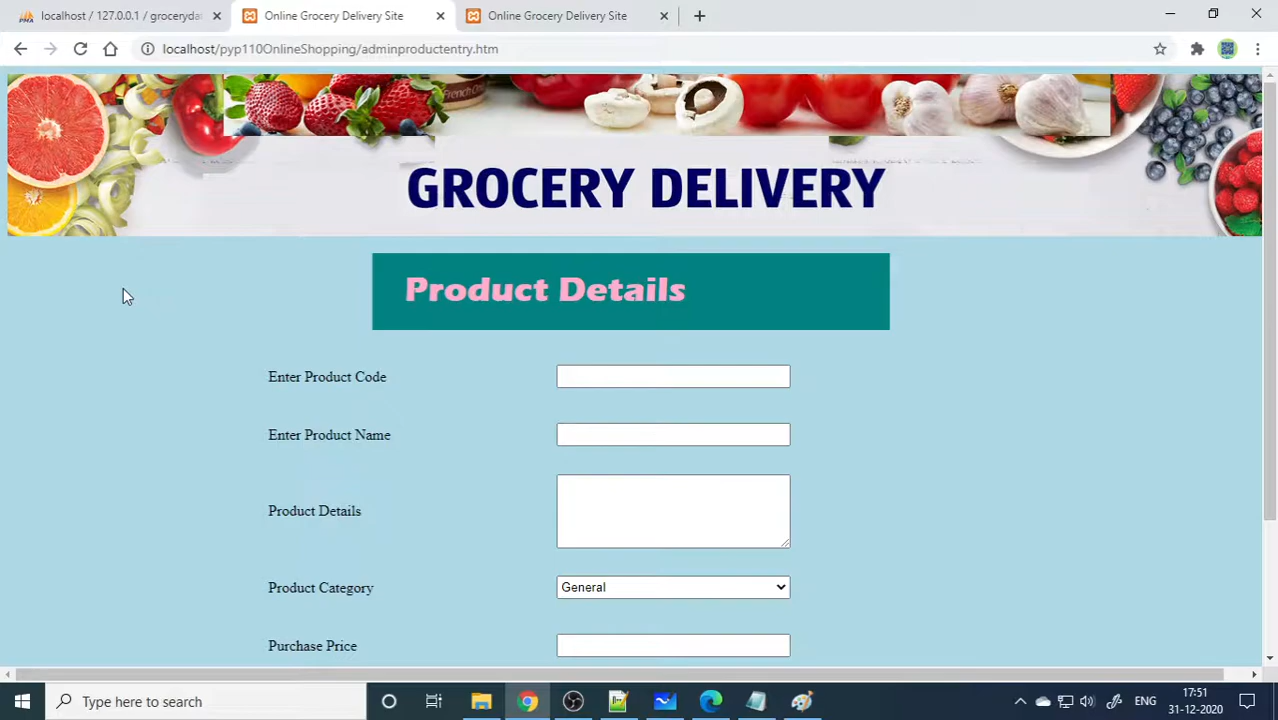 localhost / 127.0.0.1 / grocerydat
Online Grocery Delivery Site
Online Grocery Delivery Site
localhost/pyp110OnlineShopping/adminproductentry.htm
GROCERY DELIVERY
Product Details
Enter Product Code
Enter Product Name
Product Details
Product Category
General
Purchase Price
Type here to search
ENG
17:51
31-12-2020